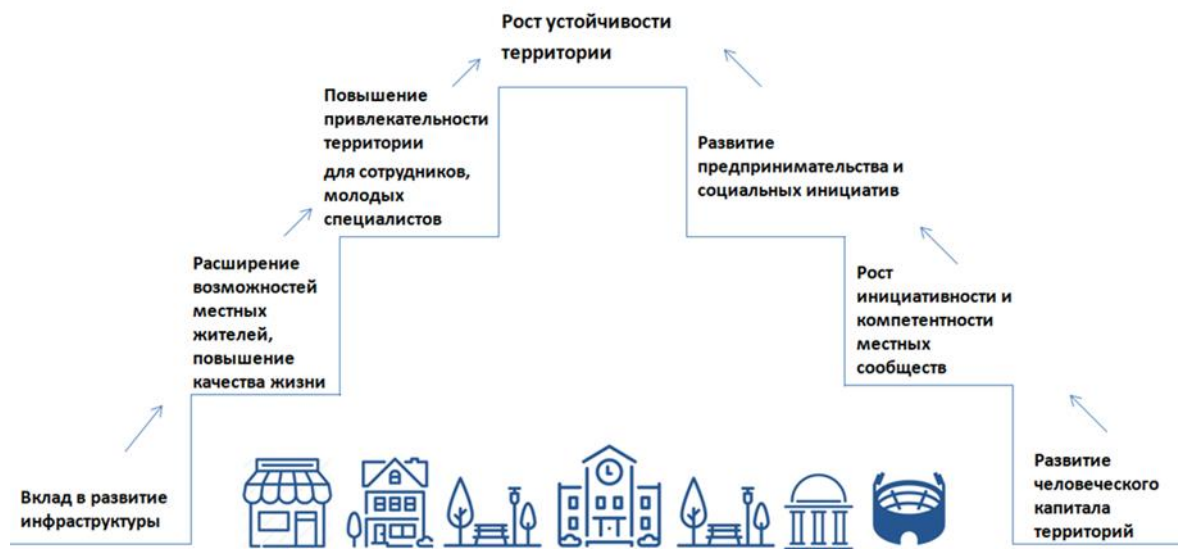 Рост устойчивости
территории
Повышение
привлекательности
территории
для сотрудников,
молодых
специалистов
Развитие
предпринимательства и
социальных инициатив
Расширение
возможностей
местных
жителей,
повышение
качества жизни
Рост
инициативности и
компетентности
местных
сообществ
Вклад в развитие
инфраструктуры
Развитие
человеческого
капитала
территорий